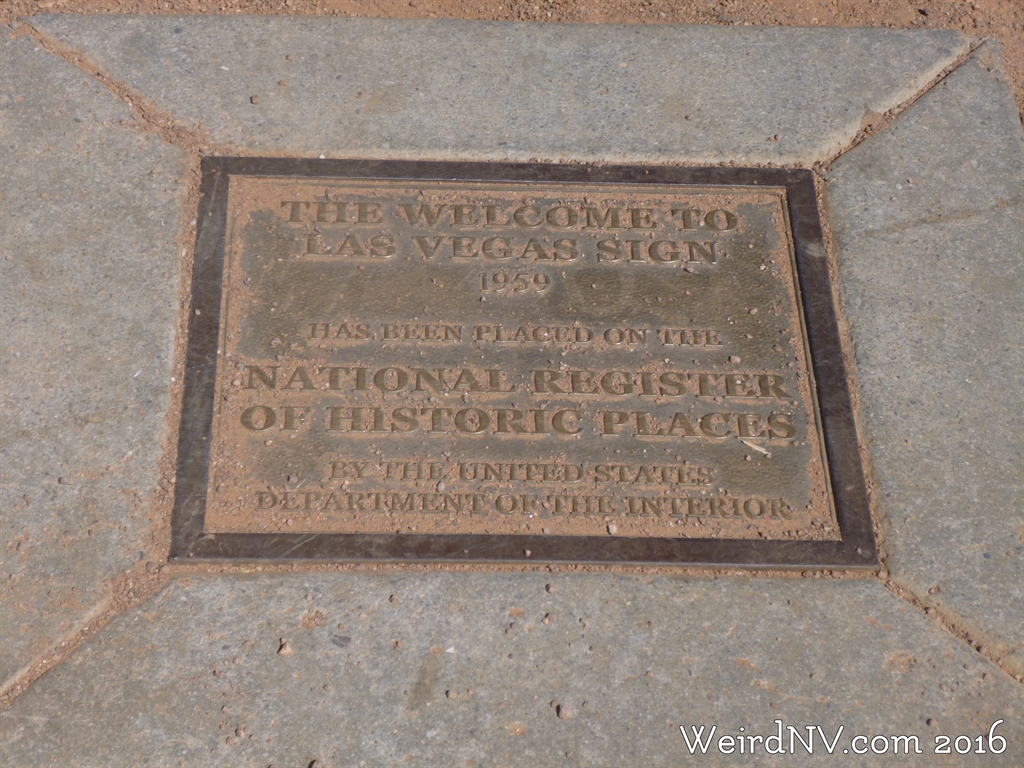 THE WELCOME TO
LAS VEGAS SIGN
1959
HAS BEEN PLACED ON THE
NATIONAL REGISTER
OF HISTORIC PLACES
BY THE UNITED STATES
DEPARTMENT OF THE INTERIOR
WeirdNV.com 2016